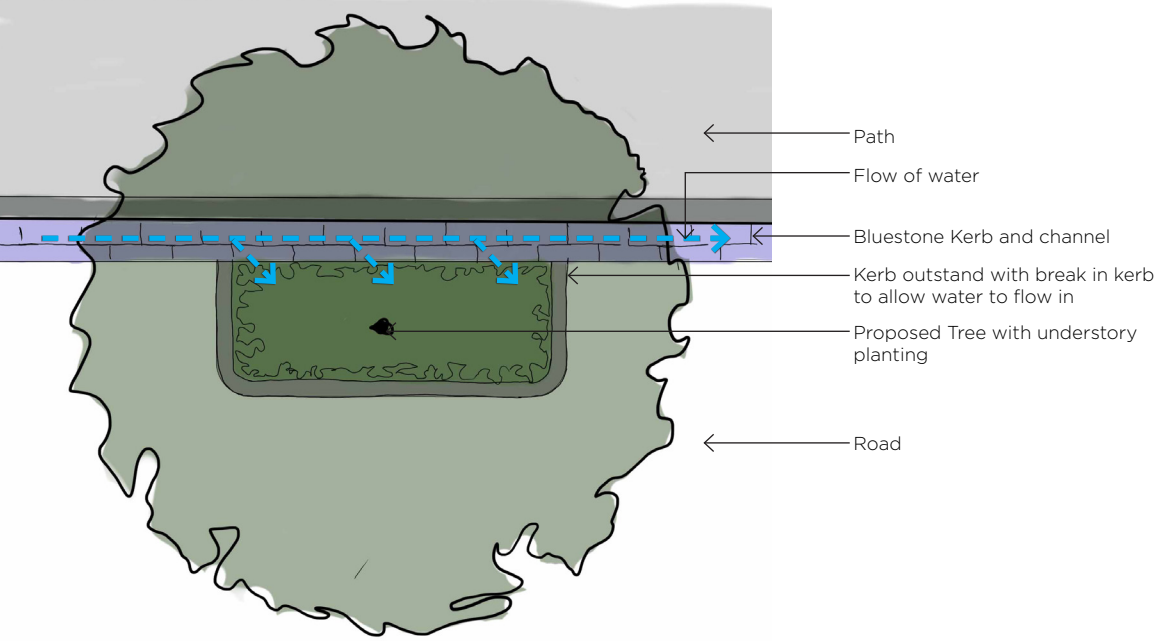 Path
Flow of water
Bluestone Kerb and channel
Kerb outstand with break in kerb
to allow water to flow in
Proposed Tree with understory
planting
Road